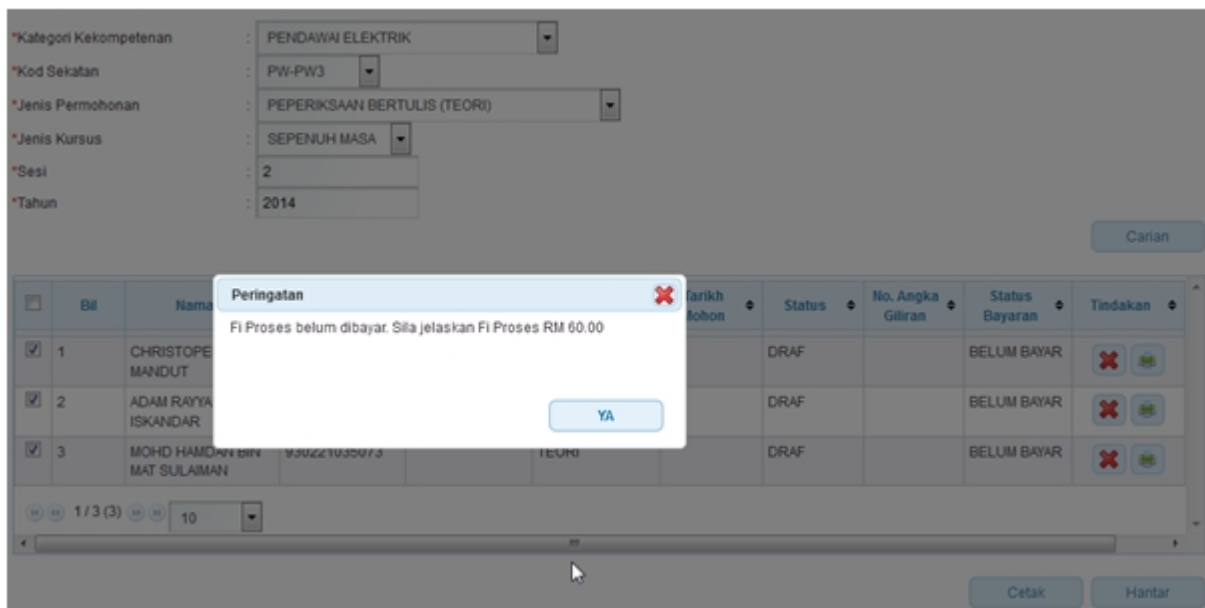 *Kategori Kekompetenan : PENDAWAI ELEKTRIK
*Kod Sekatan : PW-PW3
*Jenis Permohonan : PEPERIKSAAN BERTULIS (TEORI)
*Jenis Kursus : SEPENUH MASA
*Sesi : 2
*Tahun : 2014
Carian
Peringatan
Fi Proses belum dibayar. Sila jelaskan Fi Proses RM 60.00
YA
Bil Nama Tarikh Mohon Status No. Angka Giliran Status Bayaran Tindakan
1 DRAF BELUM BAYAR
MANDUT
2 ADAM DRAF BELUM BAYAR
ISKANDAR
3 MOHD HAMDAN BIN 930221035073 TEORI DRAF BELUM BAYAR
MAT SULAIMAN
1 / 3 (3) 10
Cetak Hantar